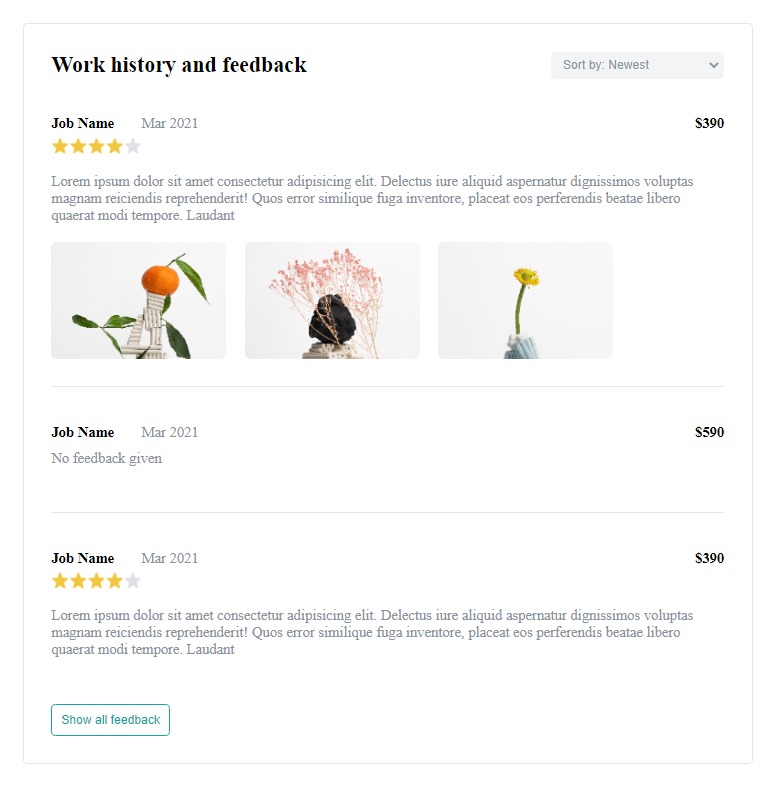 Work history and feedback
Sort by: Newest
Job Name Mar 2021 $390
Lorem ipsum dolor sit amet consectetur adipisicing elit. Delectus iure aliquid aspernatur dignissimos voluptas
magnam reiciendis reprehenderit! Quos error similique fuga inventore, placeat eos perferendis beatae libero
quaerat modi tempore. Laudant
Job Name Mar 2021 $590
No feedback given
Job Name Mar 2021 $390
Lorem ipsum dolor sit amet consectetur adipisicing elit. Delectus iure aliquid aspernatur dignissimos voluptas
magnam reiciendis reprehenderit! Quos error similique fuga inventore, placeat eos perferendis beatae libero
quaerat modi tempore. Laudant
Show all feedback